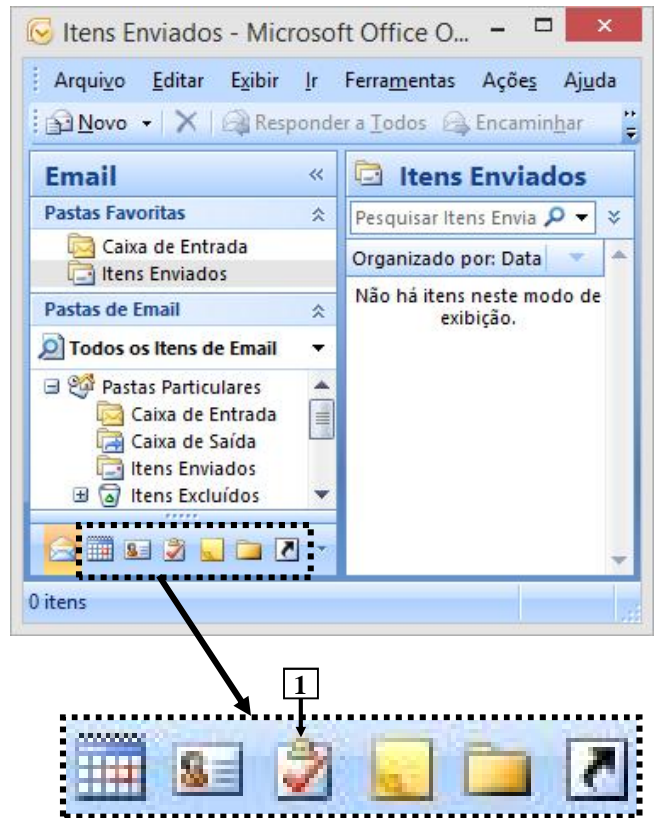 Itens Enviados - Microsoft Office O...
Arquivo Editar Exibir Ir Ferramentas Ações Ajuda
Novo Responder a Todos Encaminhar
Email
Pastas Favoritas
Caixa de Entrada
Itens Enviados
Pastas de Email
Todos os Itens de Email
Pastas Particulares
Caixa de Entrada
Caixa de Saída
Itens Enviados
Itens Excluídos
Itens Enviados
Pesquisar Itens Envia
Organizado por: Data
Não há itens neste modo de
exibição.
0 itens
1